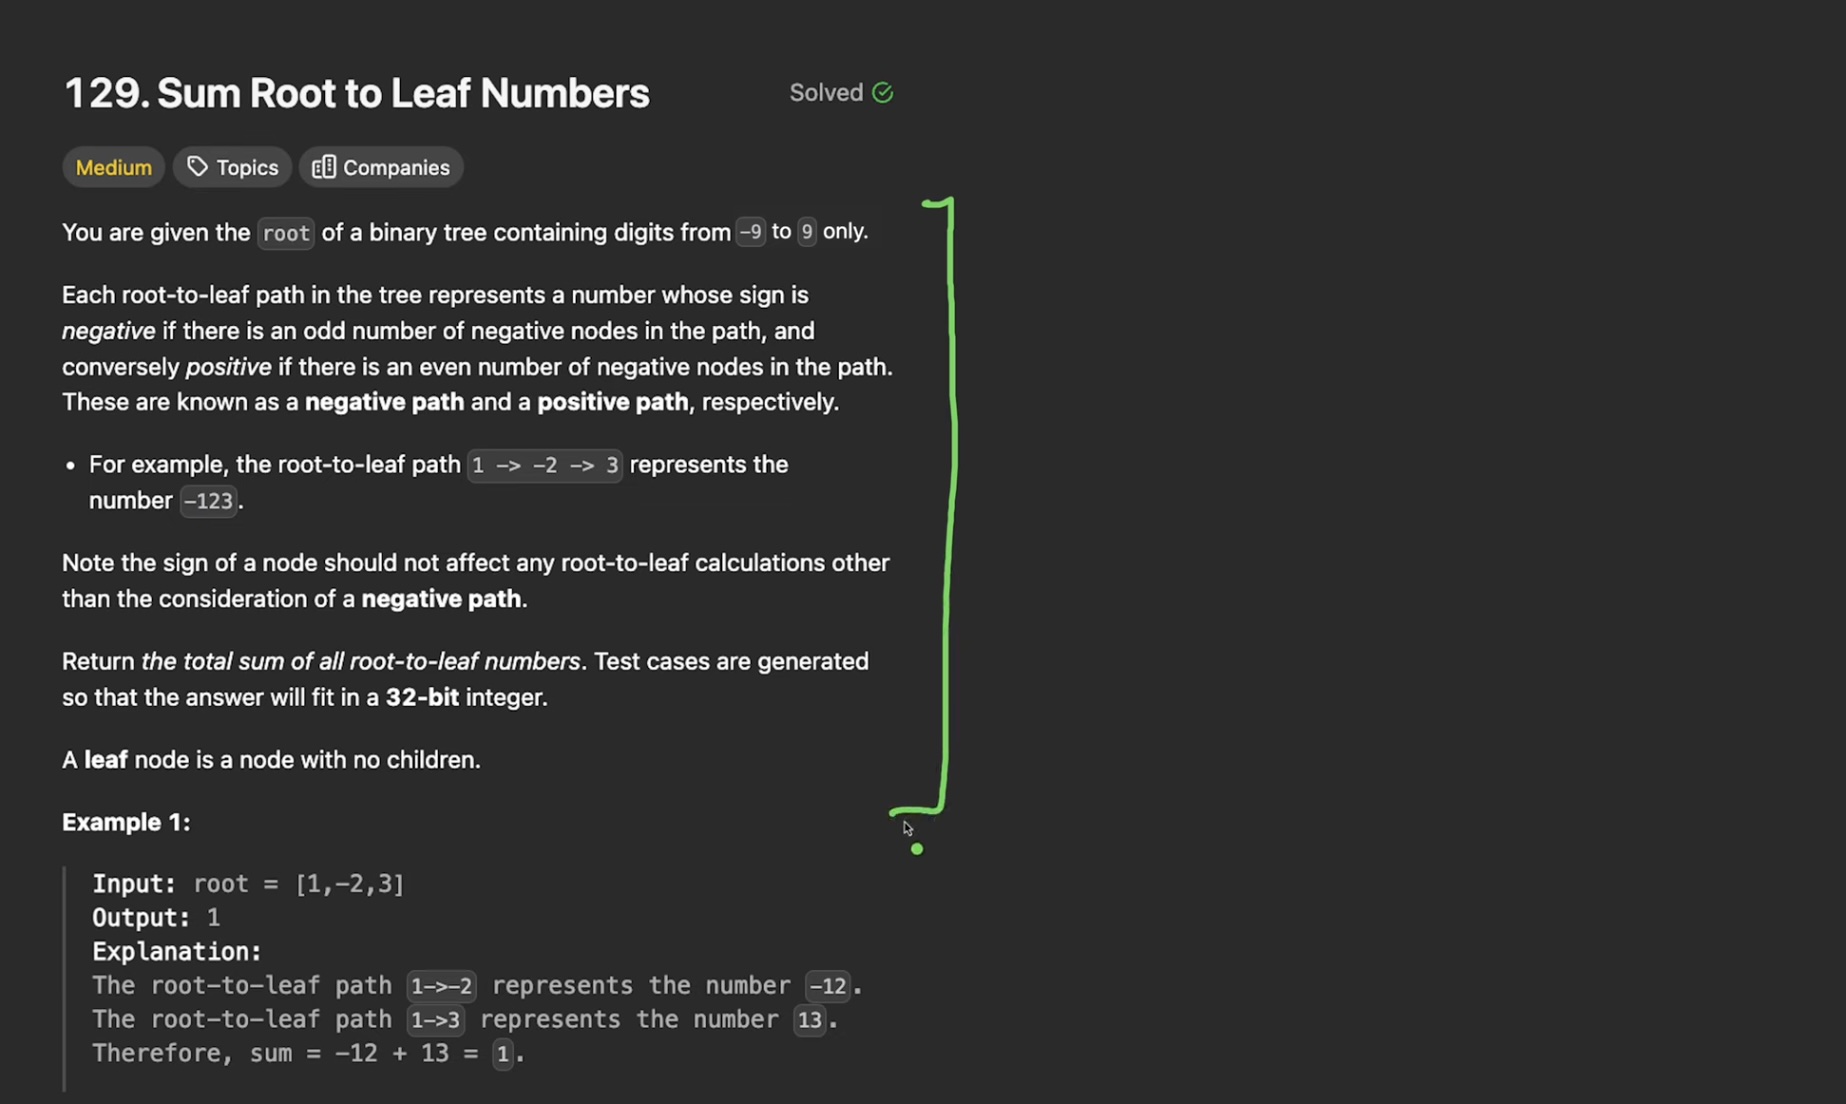 129. Sum Root to Leaf Numbers
Solved
Medium
Topics
Companies
You are given the root of a binary tree containing digits from -9 to 9 only.
Each root-to-leaf path in the tree represents a number whose sign is
negative if there is an odd number of negative nodes in the path, and
conversely positive if there is an even number of negative nodes in the path.
These are known as a negative path and a positive path, respectively.
• For example, the root-to-leaf path 1 -> -2 -> 3 represents the
number -123.
Note the sign of a node should not affect any root-to-leaf calculations other
than the consideration of a negative path.
Return the total sum of all root-to-leaf numbers. Test cases are generated
so that the answer will fit in a 32-bit integer.
A leaf node is a node with no children.
Example 1:
Input: root = [1,-2,3]
Output: 1
Explanation:
The root-to-leaf path 1->-2 represents the number -12.
The root-to-leaf path 1->3 represents the number 13.
Therefore, sum = -12 + 13 = 1.